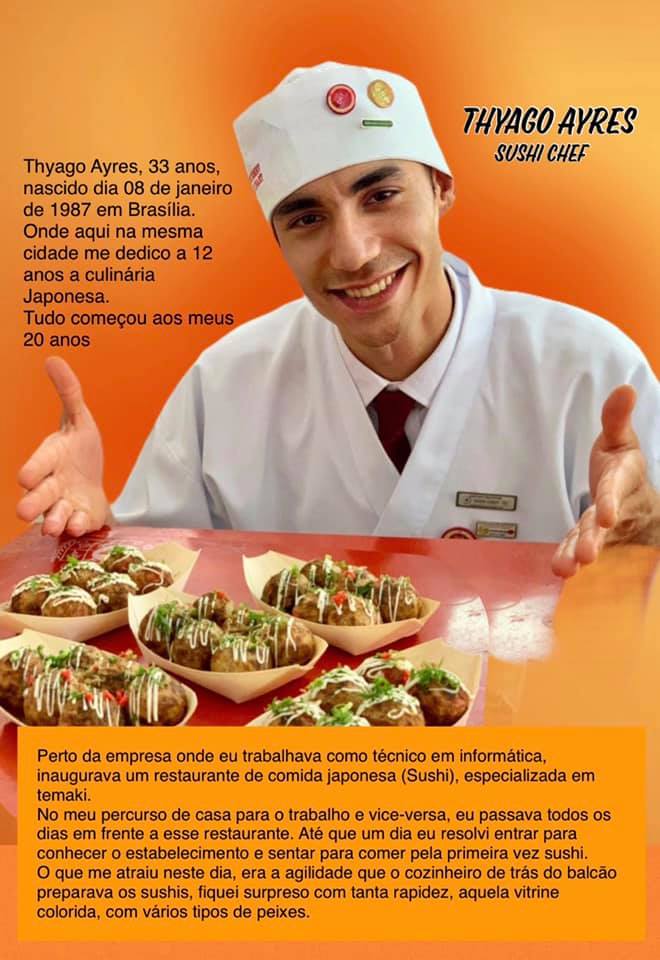 THYAGO AYRES
SUSHI CHEF
Thyago Ayres, 33 anos,
nascido dia 08 de janeiro
de 1987 em Brasília.
Onde aqui na mesma
cidade me dedico a 12
anos a culinária
Japonesa.
Tudo começou aos meus
20 anos
Perto da empresa onde eu trabalhava como técnico em informática,
inaugurava um restaurante de comida japonesa (Sushi), especializada em
temaki.
No meu percurso de casa para o trabalho e vice-versa, eu passava todos os
dias em frente a esse restaurante. Até que um dia eu resolvi entrar para
conhecer o estabelecimento e sentar para comer pela primeira vez sushi.
O que me atraiu neste dia, era a agilidade que o cozinheiro de trás do balcão
preparava os sushis, fiquei surpreso com tanta rapidez, aquela vitrine
colorida, com vários tipos de peixes.